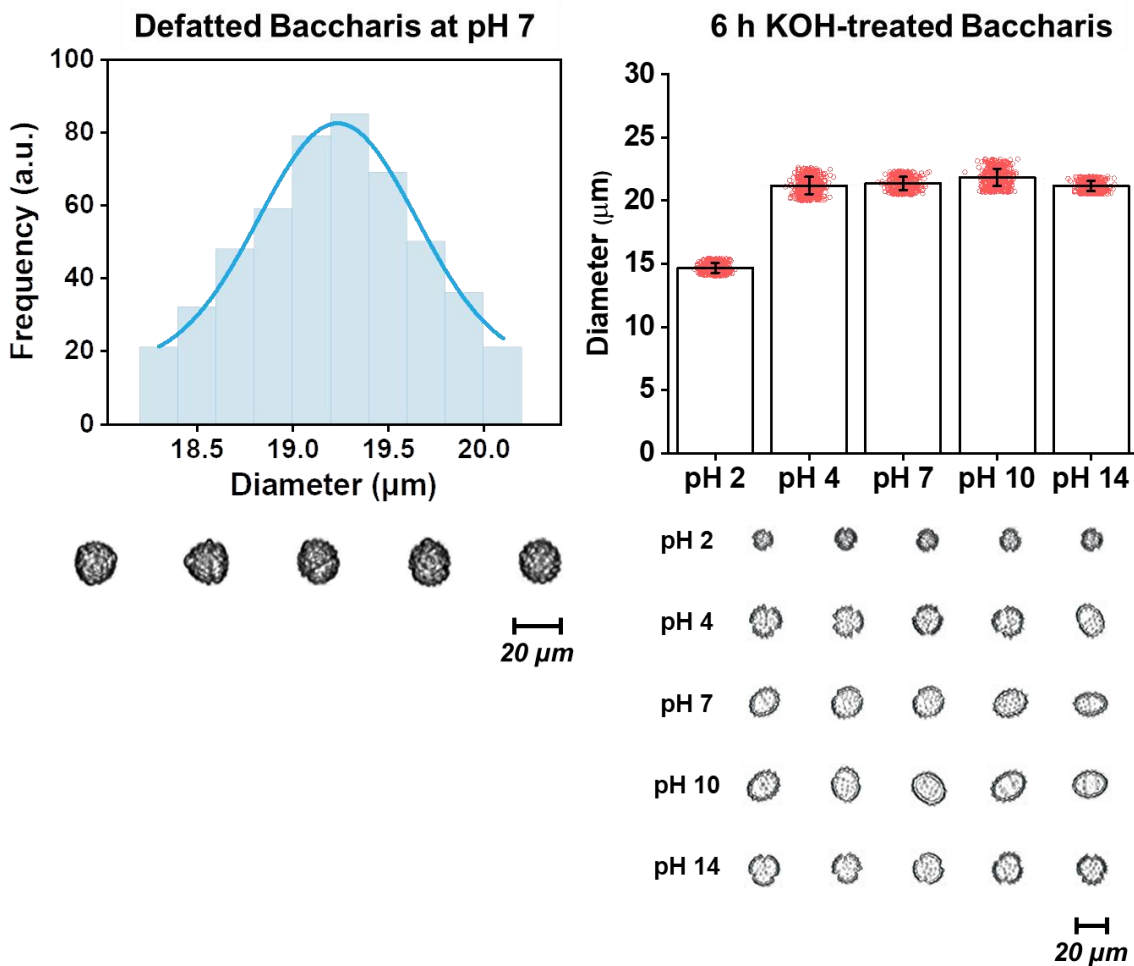 Defatted Baccharis at pH 7
100
80
60
40
20
0
Frequency (a.u.)
18.5 19.0 19.5 20.0
Diameter (µm)
20 µm
6 h KOH-treated Baccharis
30
25
20
15
10
5
0
Diameter (µm)
pH 2 pH 4 pH 7 pH 10 pH 14
pH 2
pH 4
pH 7
pH 10
pH 14
20 µm